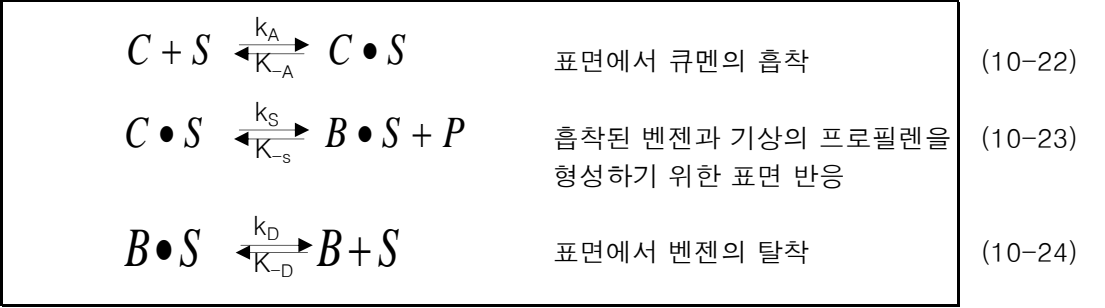 k_A
C + S ⇄ C • S 표면에서 큐멘의 흡착 (10-22)
K_-A
k_S
C • S ⇄ B • S + P 흡착된 벤젠과 기상의 프로필렌을 (10-23)
K_-s
형성하기 위한 표면 반응
k_D
B • S ⇄ B + S 표면에서 벤젠의 탈착 (10-24)
K_-D